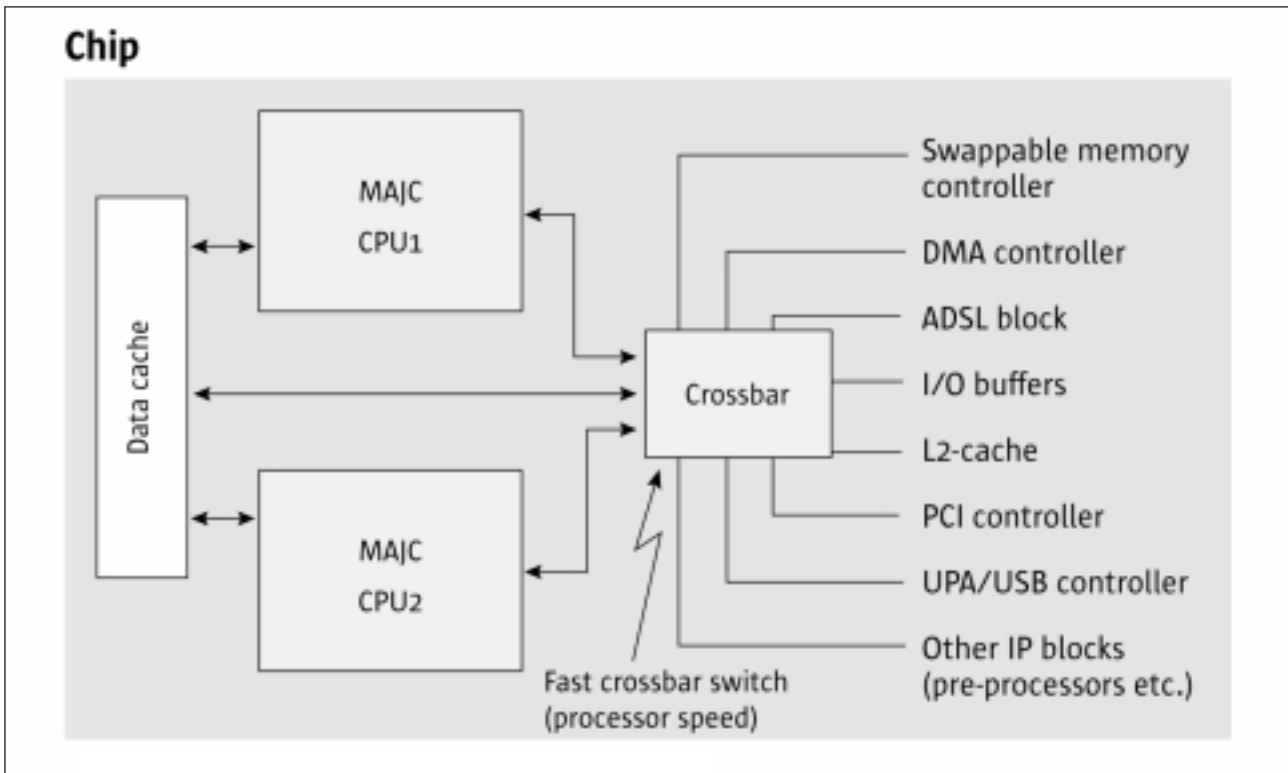 Chip
MAJC
CPU1
Data cache
MAJC
CPU2
Crossbar
Fast crossbar switch
(processor speed)
Swappable memory
controller
DMA controller
ADSL block
I/O buffers
L2-cache
PCI controller
UPA/USB controller
Other IP blocks
(pre-processors etc.)